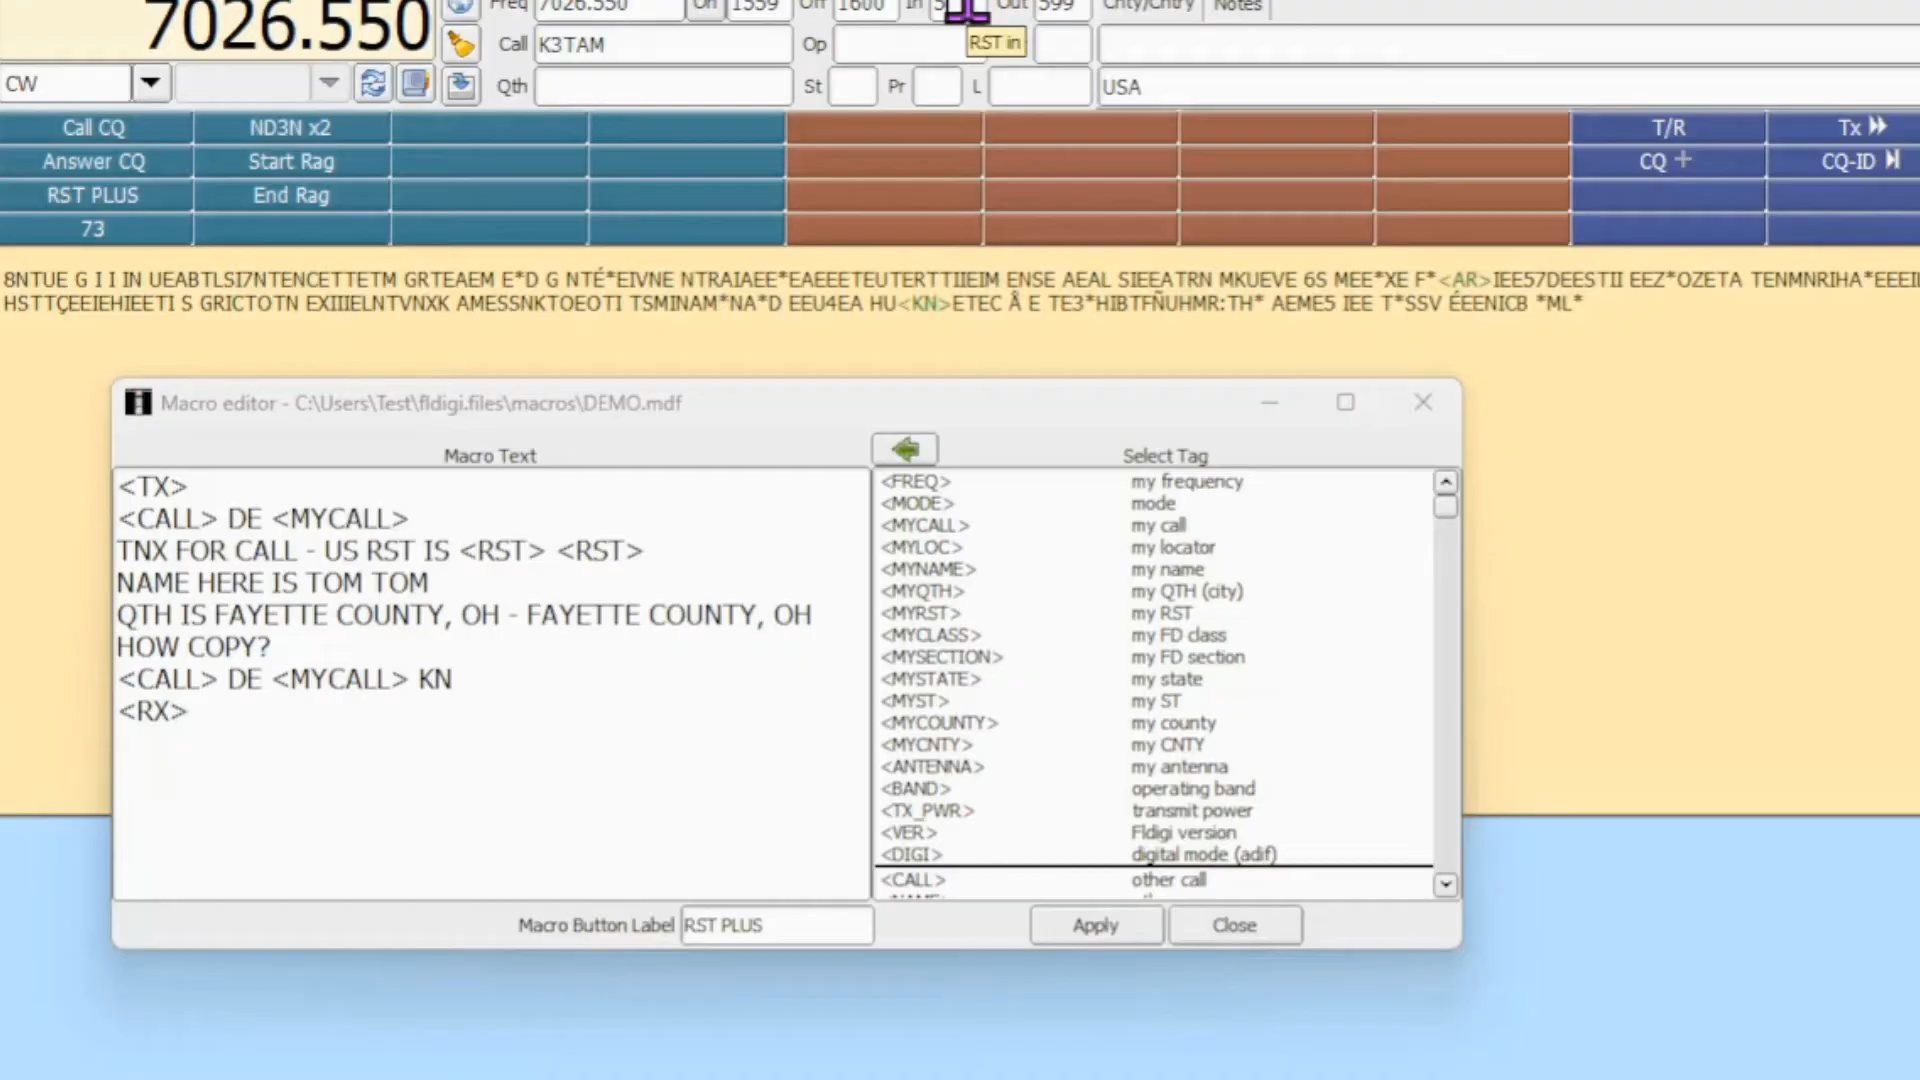 7026.550 Freq 7026.550 On 1559 Off 1600 In 5 Out 599 Cnty/Cntry Notes
Call K3TAM Op RST in
CW Qth St Pr L USA
Call CQ ND3N x2 T/R Tx
Answer CQ Start Rag CQ CQ-ID
RST PLUS End Rag
73
8NTUE G I I IN UEABTLSI7NTENCETTETM GRTEAEM E*D G NTÉ*EIVNE NTRAIAEE*EAEEETEUTERTTIIEIM ENSE AEAL SIEEATRN MKUEVE 6S MEE*XE F*<AR>IEE57DEESTII EEZ*OZETA TENMNRIHA*EEEII
HSTTÇEEIEHIEETI S GRICTOTN EXIIIELNTVNXK AMESSNKTOEOTI TSMINAM*NA*D EEU4EA HU<KN>ETEC Â E TE3*HIBTFÑUHMR:TH* AEME5 IEE T*SSV ÉEENICB *ML*
Macro editor - C:\Users\Test\fldigi.files\macros\DEMO.mdf
Macro Text
<TX>
<CALL> DE <MYCALL>
TNX FOR CALL - US RST IS <RST> <RST>
NAME HERE IS TOM TOM
QTH IS FAYETTE COUNTY, OH - FAYETTE COUNTY, OH
HOW COPY?
<CALL> DE <MYCALL> KN
<RX>
Select Tag
<FREQ> my frequency
<MODE> mode
<MYCALL> my call
<MYLOC> my locator
<MYNAME> my name
<MYQTH> my QTH (city)
<MYRST> my RST
<MYCLASS> my FD class
<MYSECTION> my FD section
<MYSTATE> my state
<MYST> my ST
<MYCOUNTY> my county
<MYCNTY> my CNTY
<ANTENNA> my antenna
<BAND> operating band
<TX_PWR> transmit power
<VER> Fldigi version
<DIGI> digital mode (adif)
<CALL> other call
Macro Button Label RST PLUS Apply Close